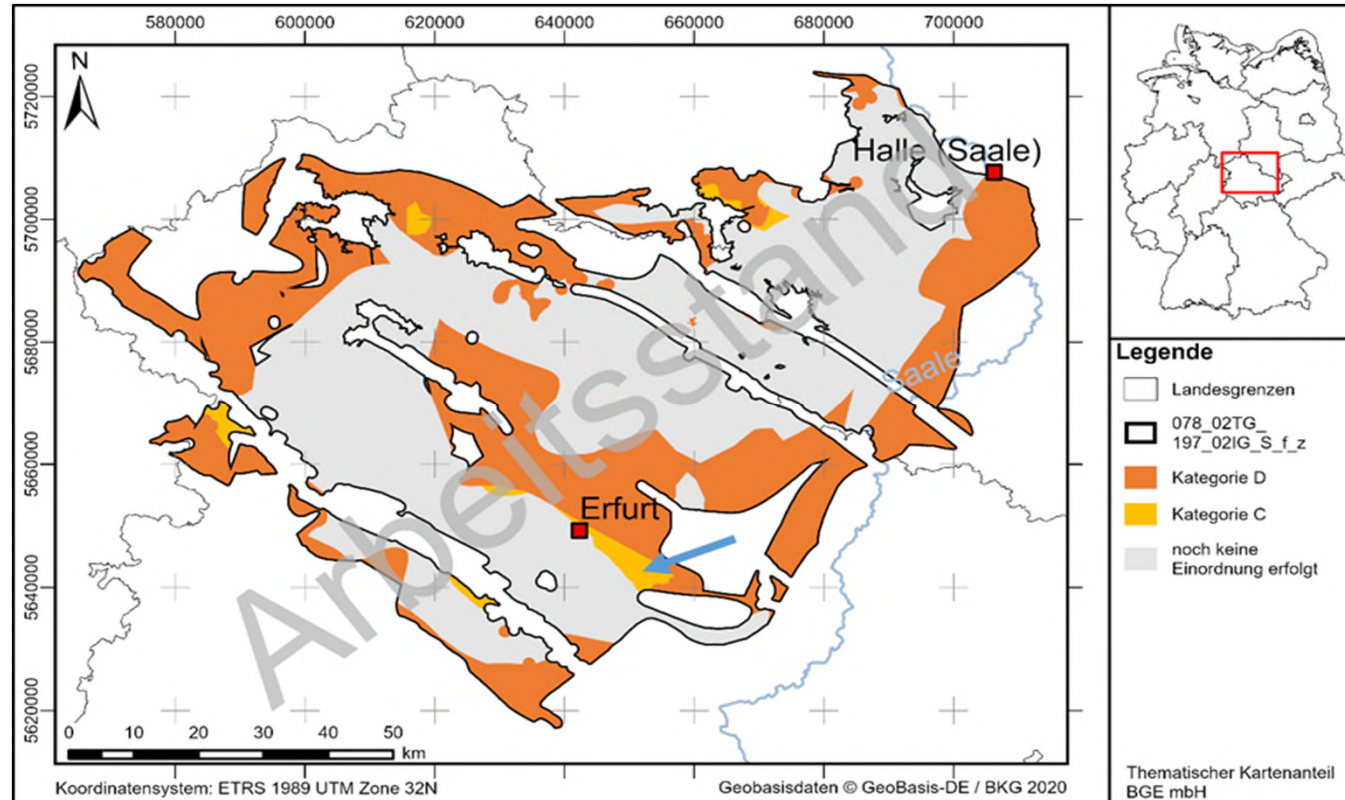 580000 600000 620000 640000 660000 680000 700000
N
5720000
5700000
5680000
5660000
5640000
5620000
Halle (Saale)
Saale
Erfurt
Arbeitsstand
0 10 20 30 40 50
km
Koordinatensystem: ETRS 1989 UTM Zone 32N
Geobasisdaten © GeoBasis-DE / BKG 2020
Legende
Landesgrenzen
078_02TG_
197_02IG_S_f_z
Kategorie D
Kategorie C
noch keine
Einordnung erfolgt
Thematischer Kartenanteil
BGE mbH